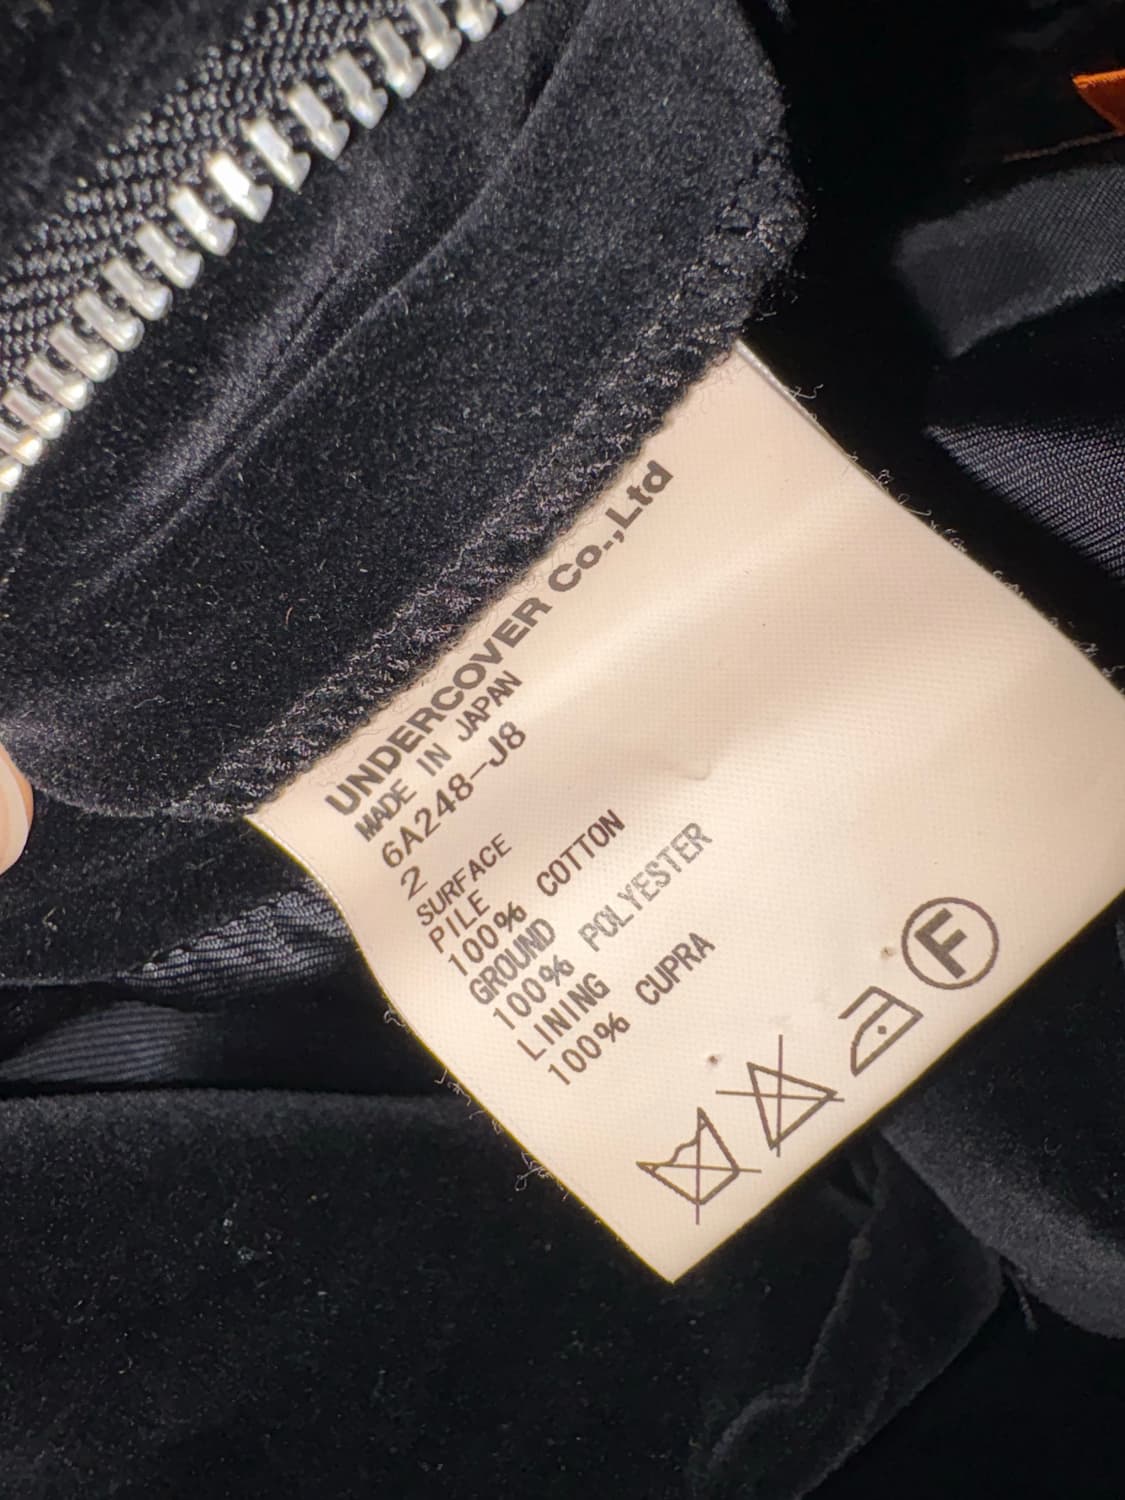 UNDERCOVER Co.,Ltd
MADE IN JAPAN
6A248-J8
2
SURFACE
PILE
100% COTTON
GROUND
100% POLYESTER
LINING
100% CUPRA
F